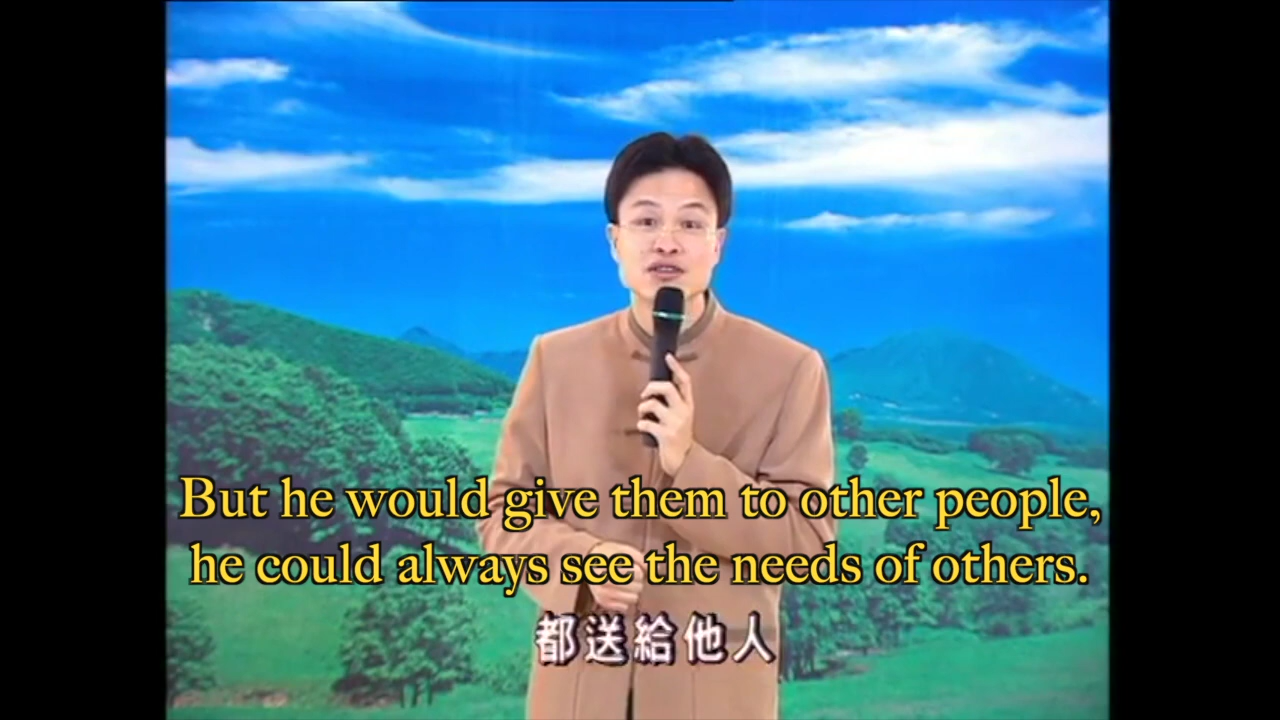 But he would give them to other people,
he could always see the needs of others.
都送給他人